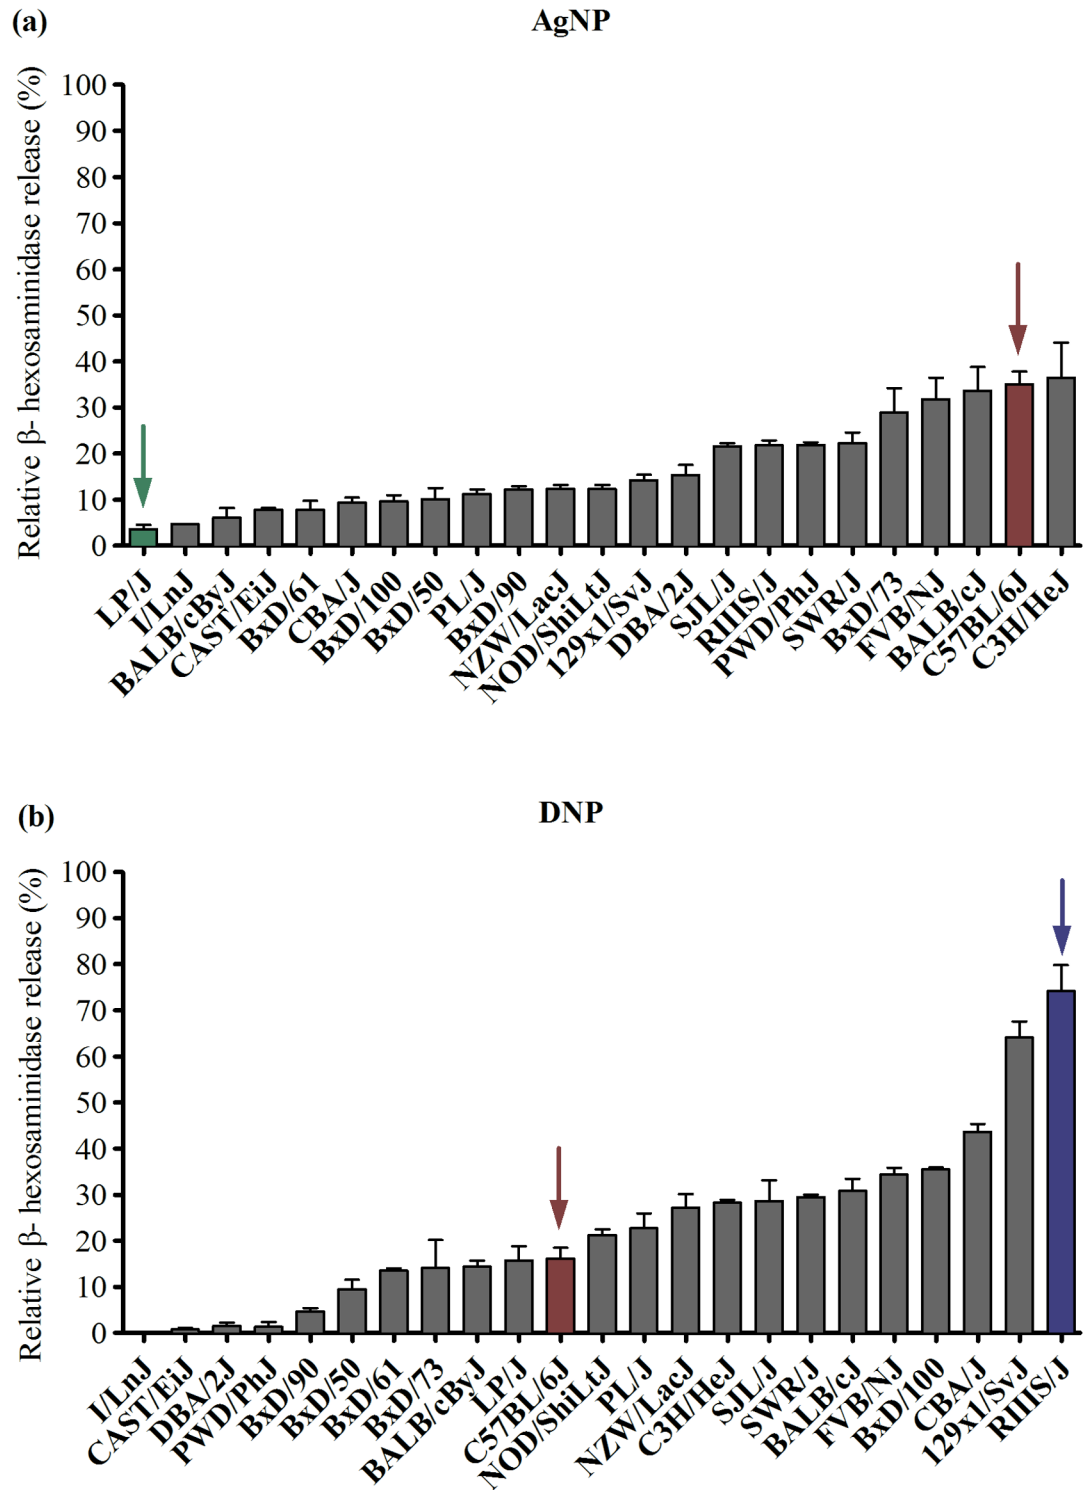 (a)
AgNP
Relative β- hexosaminidase release (%)
100
90
80
70
60
50
40
30
20
10
0
LP/J
I/LnJ
BALB/cByJ
CAST/EiJ
BxD/61
CBA/J
BxD/100
BxD/50
PL/J
BxD/90
NZW/LacJ
NOD/ShiLtJ
129x1/SvJ
DBA/2J
SJL/J
RIIIS/J
PWD/PhJ
SWR/J
BxD/73
FVB/NJ
BALB/cJ
C57BL/6J
C3H/HeJ
(b)
DNP
Relative β- hexosaminidase release (%)
100
90
80
70
60
50
40
30
20
10
0
I/LnJ
CAST/EiJ
DBA/2J
PWD/PhJ
BxD/90
BxD/50
BxD/61
BxD/73
BALB/cByJ
LP/J
C57BL/6J
NOD/ShiLtJ
PL/J
NZW/LacJ
C3H/HeJ
SJL/J
SWR/J
BALB/cJ
FVB/NJ
BxD/100
CBA/J
129x1/SvJ
RIIIS/J